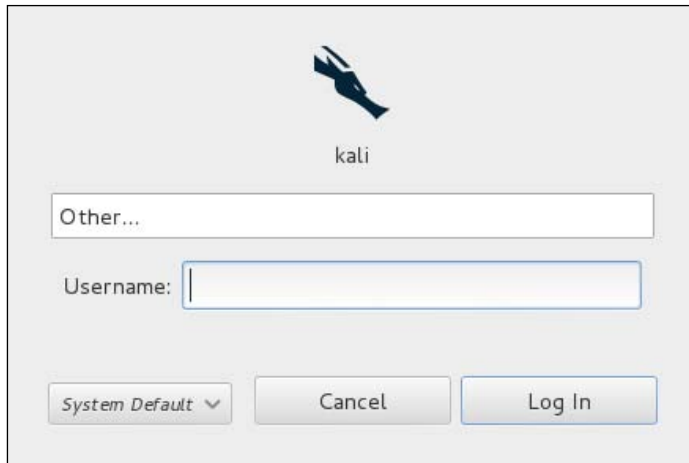 kali
Other...
Username:
System Default
Cancel
Log In